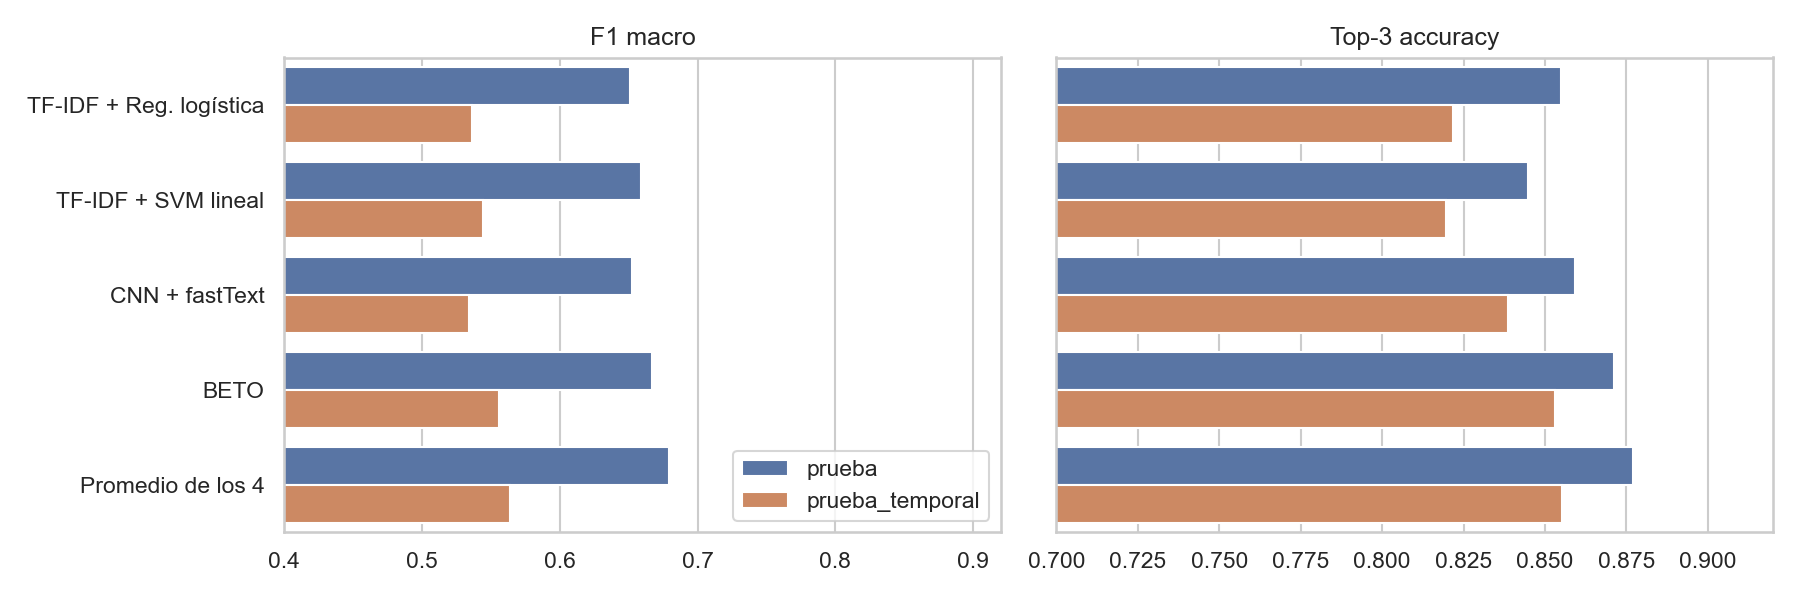 F1 macro
TF-IDF + Reg. logística
TF-IDF + SVM lineal
CNN + fastText
BETO
Promedio de los 4
prueba
prueba_temporal
0.4 0.5 0.6 0.7 0.8 0.9
Top-3 accuracy
0.700 0.725 0.750 0.775 0.800 0.825 0.850 0.875 0.900